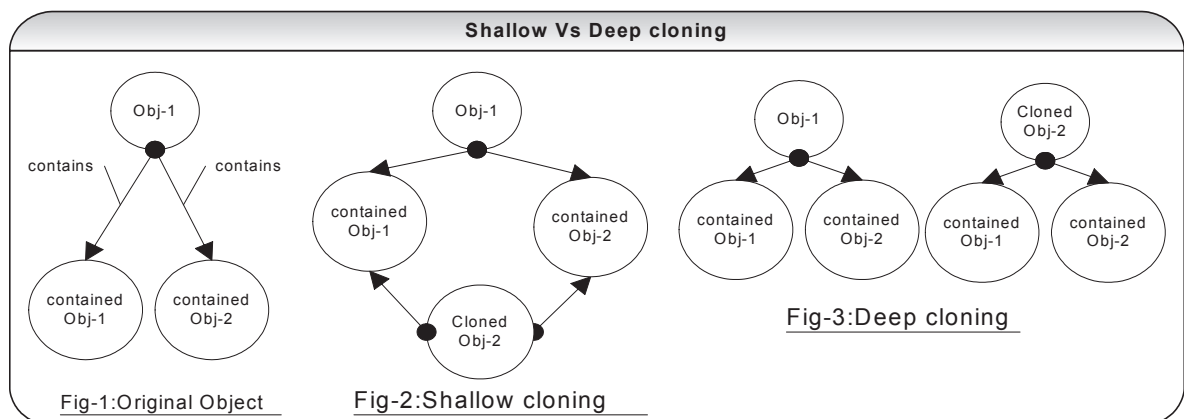 Shallow Vs Deep cloning
Obj-1
contains
contains
contained
Obj-1
contained
Obj-2
Fig-1:Original Object
Obj-1
contained
Obj-1
contained
Obj-2
Cloned
Obj-2
Fig-2:Shallow cloning
Obj-1
contained
Obj-1
contained
Obj-2
Cloned
Obj-2
contained
Obj-1
contained
Obj-2
Fig-3:Deep cloning